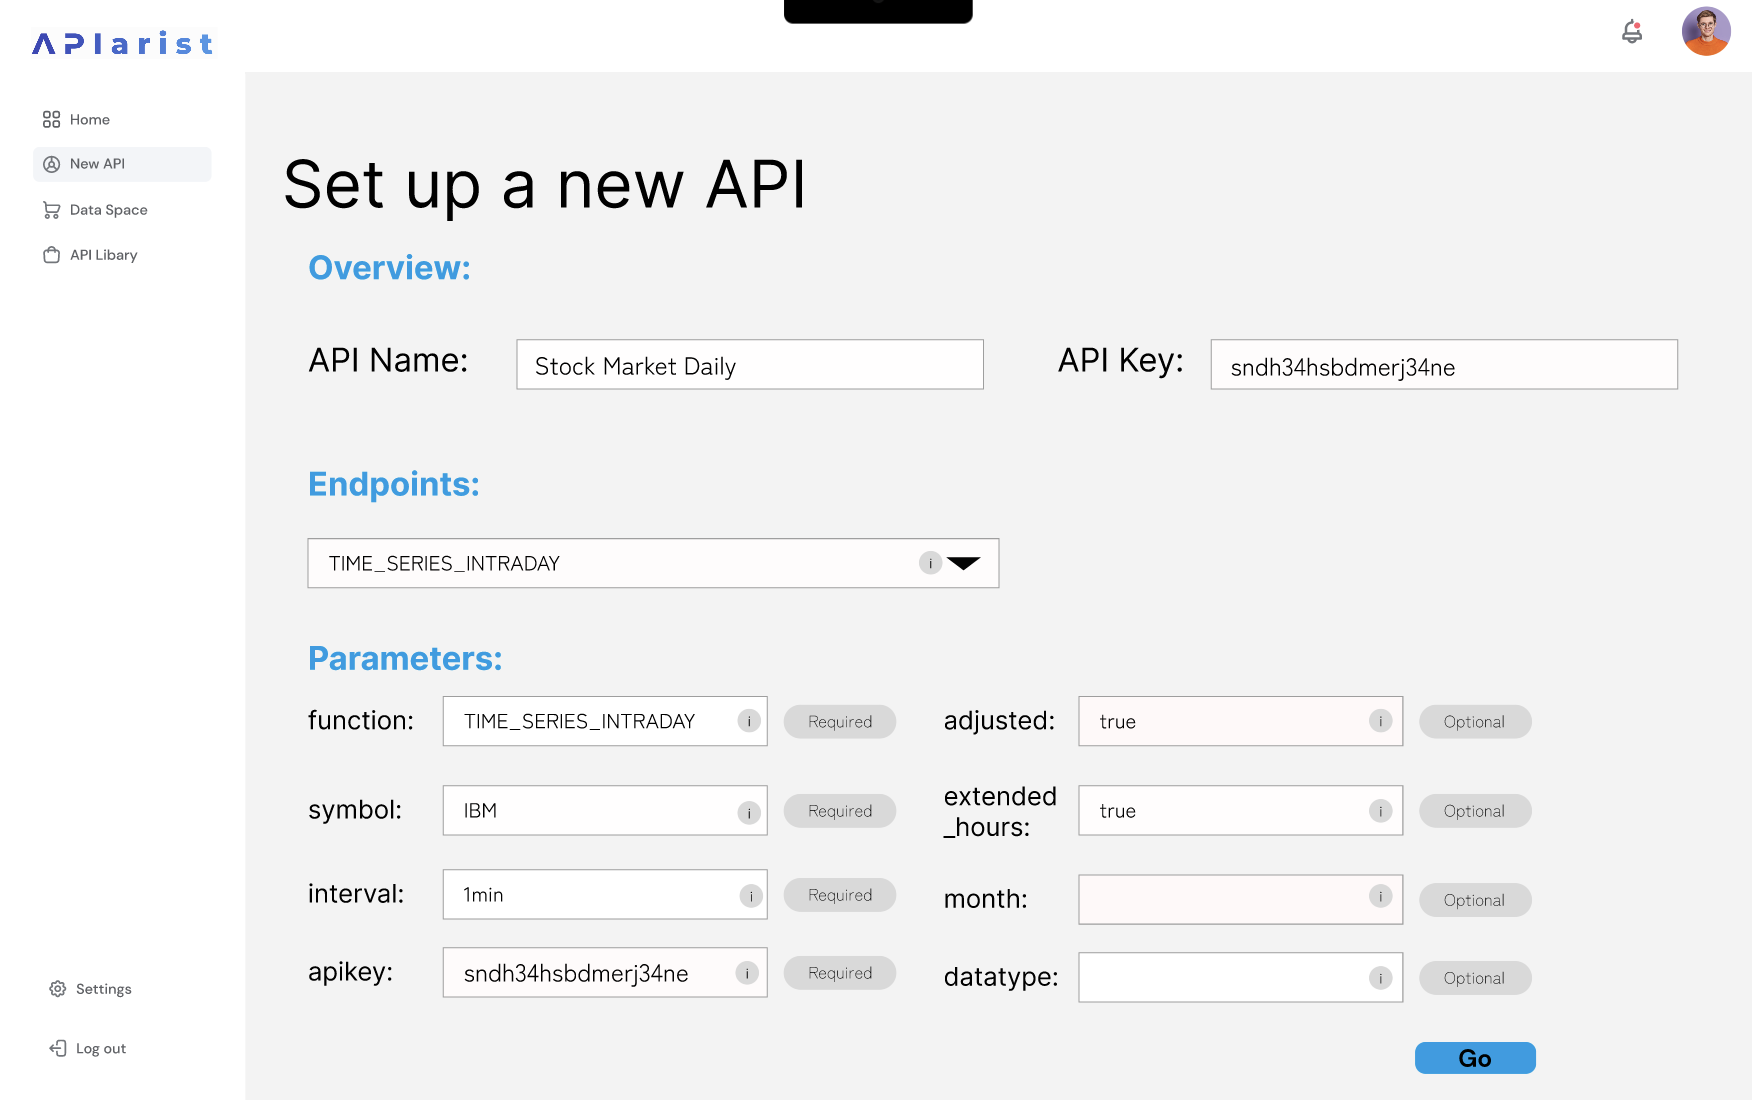 APIarist
Home
New API
Data Space
API Libary
Settings
Log out
Set up a new API
Overview:
API Name: Stock Market Daily API Key: sndh34hsbdmerj34ne
Endpoints:
TIME_SERIES_INTRADAY i
Parameters:
function: TIME_SERIES_INTRADAY i Required adjusted: true i Optional
symbol: IBM i Required extended
_hours: true i Optional
interval: 1min i Required month: i Optional
apikey: sndh34hsbdmerj34ne i Required datatype: i Optional
Go